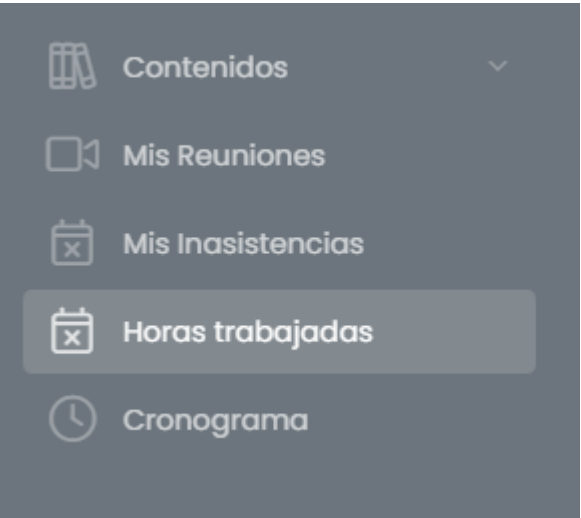 Contenidos
Mis Reuniones
Mis Inasistencias
Horas trabajadas
Cronograma